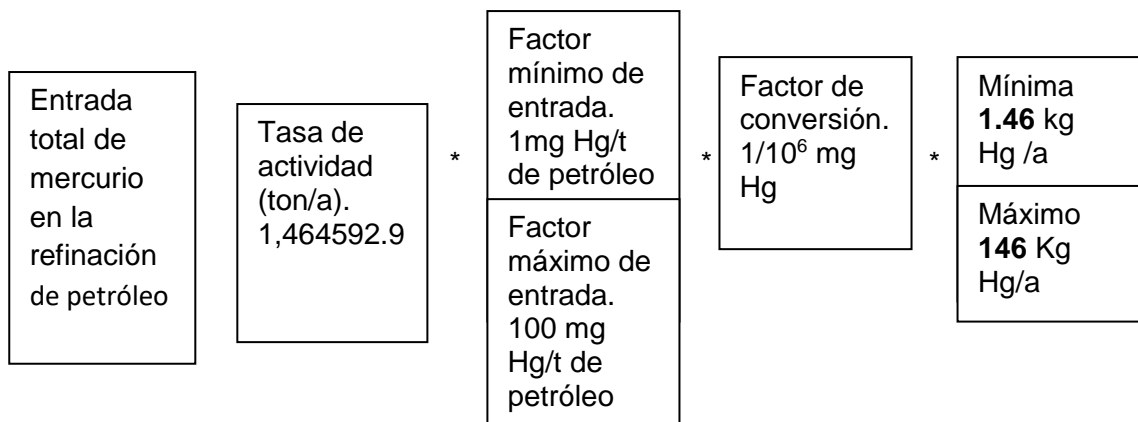 Entrada
total de
mercurio
en la
refinación
de petróleo
Tasa de
actividad
(ton/a).
1,464592.9
*
Factor
mínimo de
entrada.
1mg Hg/t
de petróleo
Factor
máximo de
entrada.
100 mg
Hg/t de
petróleo
*
Factor de
conversión.
1/10⁶ mg
Hg
*
Mínima
1.46 kg
Hg /a
Máximo
146 Kg
Hg/a